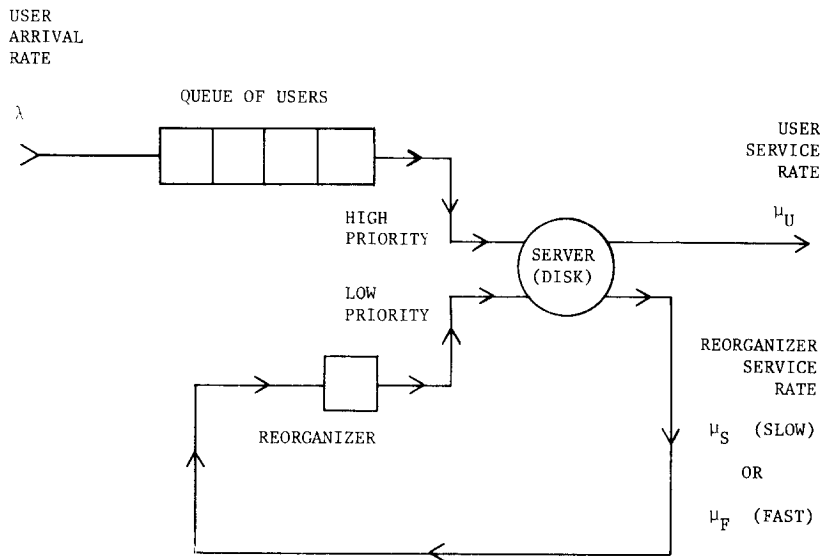 USER
ARRIVAL
RATE
λ
QUEUE OF USERS
USER
SERVICE
RATE
μU
HIGH
PRIORITY
SERVER
(DISK)
LOW
PRIORITY
REORGANIZER
REORGANIZER
SERVICE
RATE
μS (SLOW)
OR
μF (FAST)